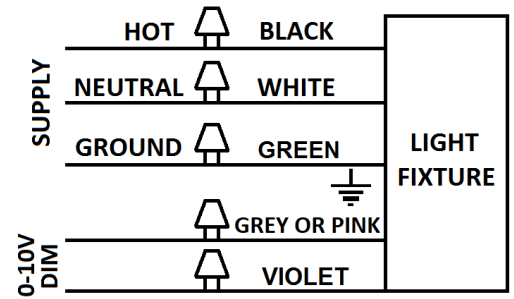 HOT BLACK
NEUTRAL WHITE
GROUND GREEN
GREY OR PINK
VIOLET
SUPPLY
0-10V
DIM
LIGHT
FIXTURE